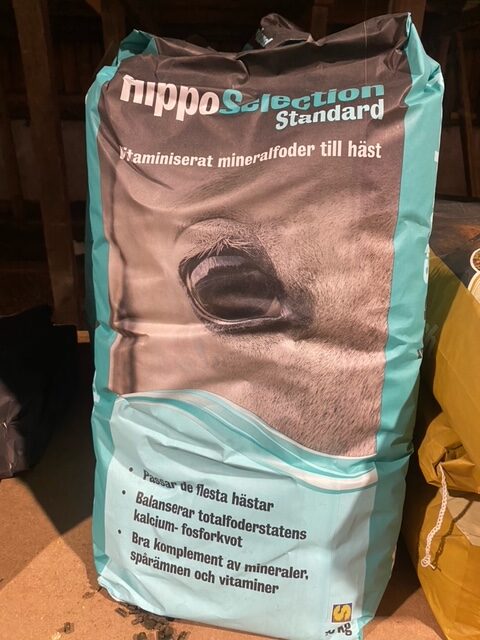 hippoSelection
Standard
Vitaminiserat mineralfoder till häst
• Passar de flesta hästar
• Balanserar totalfoderstatens
kalcium- fosforkvot
• Bra komplement av mineraler,
spårämnen och vitaminer
S
kg